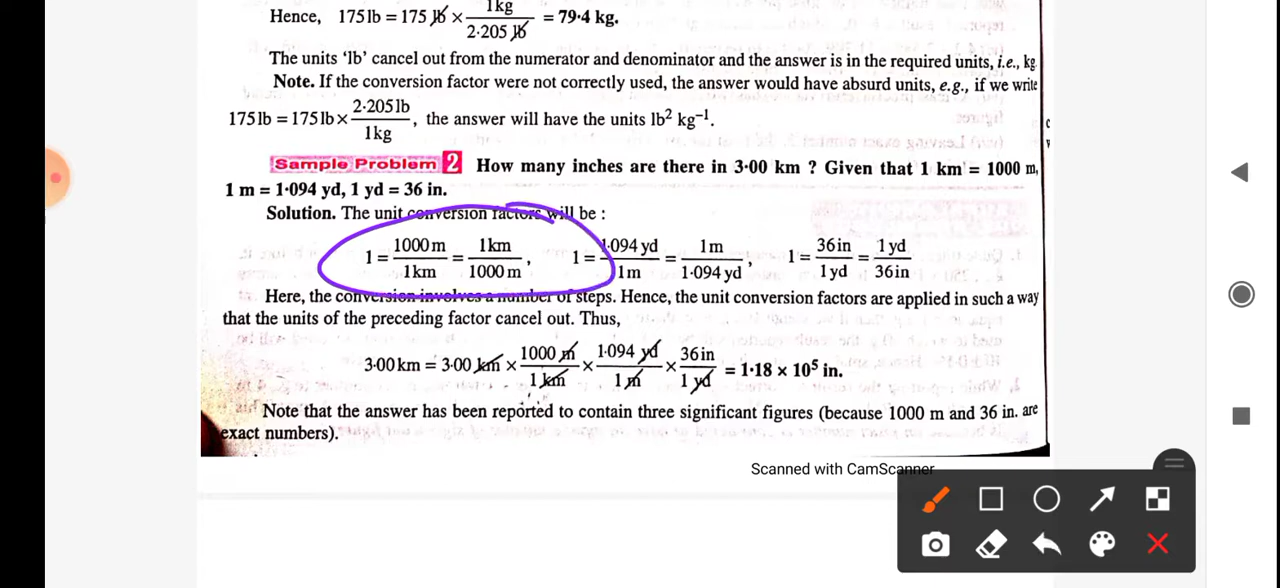 Hence, 175 lb = 175 lb × 1kg / 2·205 lb = 79·4 kg.
The units ‘lb’ cancel out from the numerator and denominator and the answer is in the required units, i.e., kg
Note. If the conversion factor were not correctly used, the answer would have absurd units, e.g., if we write
175 lb = 175 lb × 2·205 lb / 1kg, the answer will have the units lb² kg⁻¹.
Sample Problem 2 How many inches are there in 3·00 km ? Given that 1 km = 1000 m,
1 m = 1·094 yd, 1 yd = 36 in.
Solution. The unit conversion factors will be :
1 = 1000 m / 1 km = 1 km / 1000 m, 1 = 1·094 yd / 1 m = 1 m / 1·094 yd, 1 = 36 in / 1 yd = 1 yd / 36 in
Here, the conversion involves a number of steps. Hence, the unit conversion factors are applied in such a way
that the units of the preceding factor cancel out. Thus,
3·00 km = 3·00 km × 1000 m / 1 km × 1·094 yd / 1 m × 36 in / 1 yd = 1·18 × 10⁵ in.
Note that the answer has been reported to contain three significant figures (because 1000 m and 36 in. are
exact numbers).
Scanned with CamScanner